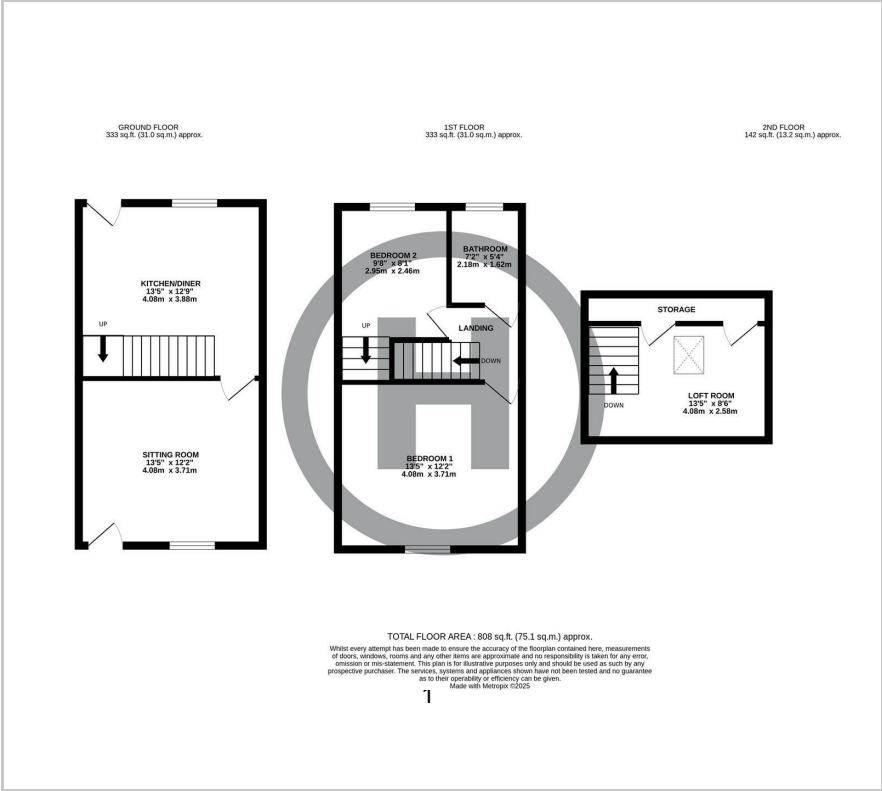 GROUND FLOOR
333 sq.ft. (31.0 sq.m.) approx.
1ST FLOOR
333 sq.ft. (31.0 sq.m.) approx.
2ND FLOOR
142 sq.ft. (13.2 sq.m.) approx.
KITCHEN/DINER
13'5" x 12'9"
4.08m x 3.88m
UP
SITTING ROOM
13'5" x 12'2"
4.08m x 3.71m
BEDROOM 2
9'8" x 8'1"
2.95m x 2.46m
BATHROOM
7'2" x 5'4"
2.18m x 1.62m
UP
LANDING
DOWN
BEDROOM 1
13'5" x 12'2"
4.08m x 3.71m
STORAGE
LOFT ROOM
13'5" x 8'6"
4.08m x 2.58m
DOWN
H
TOTAL FLOOR AREA : 808 sq.ft. (75.1 sq.m.) approx.
Whilst every attempt has been made to ensure the accuracy of the floorplan contained here, measurements
of doors, windows, rooms and any other items are approximate and no responsibility is taken for any error,
omission or mis-statement. This plan is for illustrative purposes only and should be used as such by any
prospective purchaser. The services, systems and appliances shown have not been tested and no guarantee
as to their operability or efficiency can be given.
Made with Metropix ©2025